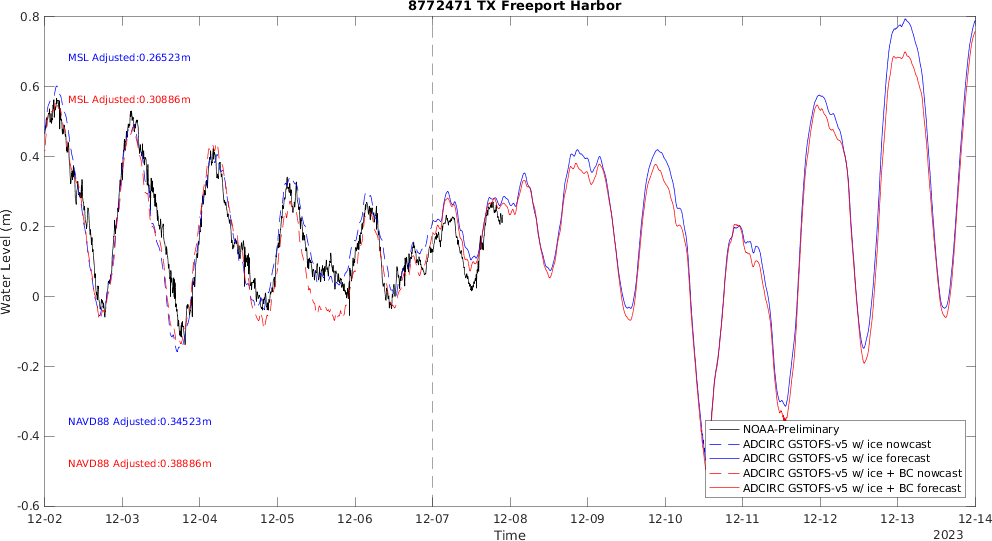 8772471 TX Freeport Harbor
0.8
0.6
0.4
0.2
0
-0.2
-0.4
-0.6
Water Level (m)
MSL Adjusted:0.26523m
MSL Adjusted:0.30886m
NAVD88 Adjusted:0.34523m
NAVD88 Adjusted:0.38886m
NOAA-Preliminary
ADCIRC GSTOFS-v5 w/ ice nowcast
ADCIRC GSTOFS-v5 w/ ice forecast
ADCIRC GSTOFS-v5 w/ ice + BC nowcast
ADCIRC GSTOFS-v5 w/ ice + BC forecast
12-02 12-03 12-04 12-05 12-06 12-07 12-08 12-09 12-10 12-11 12-12 12-13 12-14
Time
2023